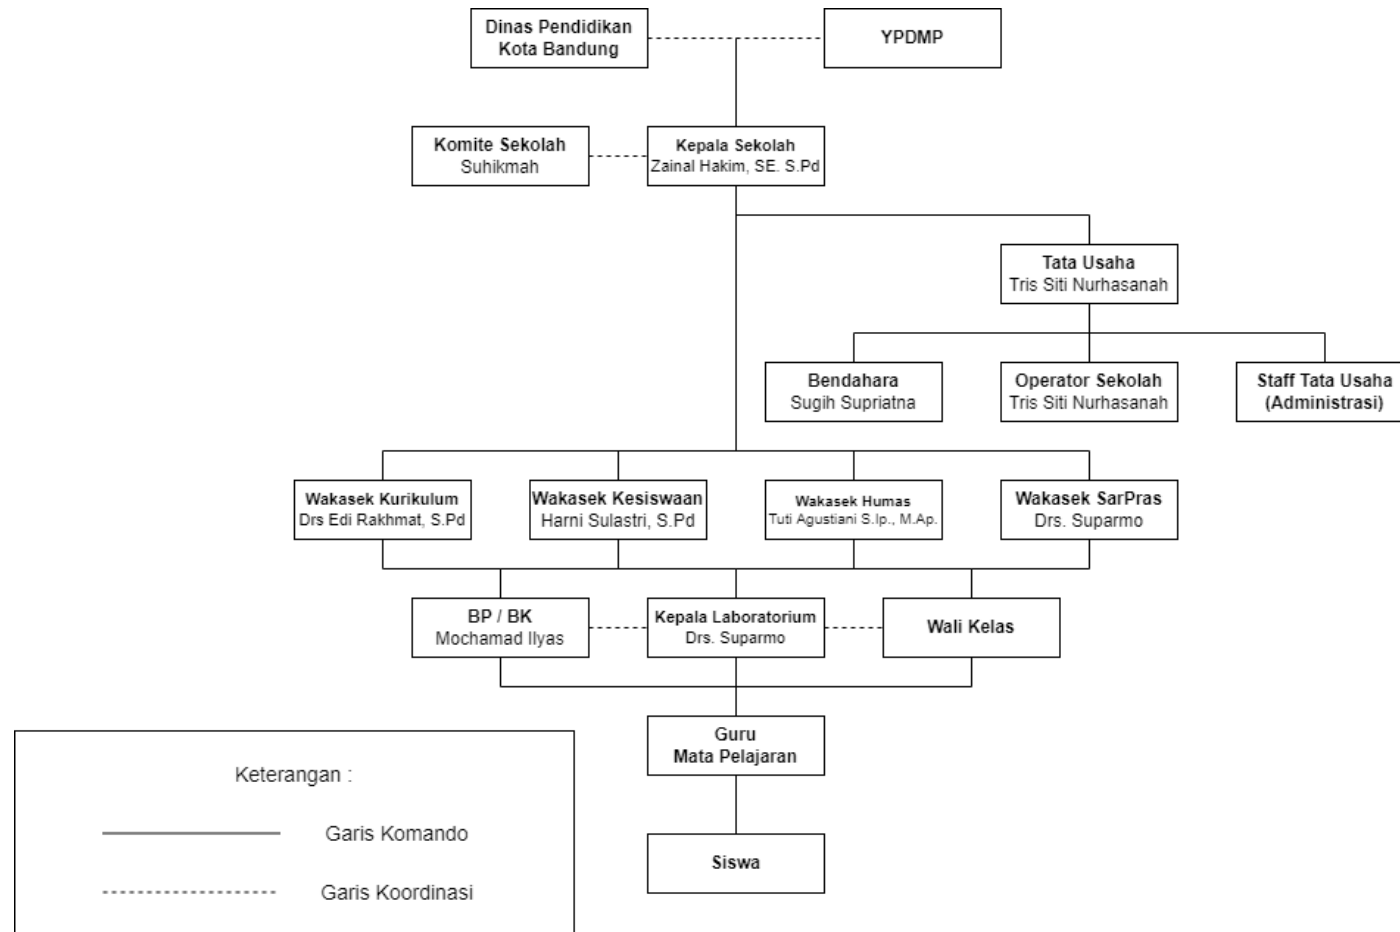 Dinas Pendidikan
Kota Bandung
YPDMP
Komite Sekolah
Suhikmah
Kepala Sekolah
Zainal Hakim, SE. S.Pd
Tata Usaha
Tris Siti Nurhasanah
Bendahara
Sugih Supriatna
Operator Sekolah
Tris Siti Nurhasanah
Staff Tata Usaha
(Administrasi)
Wakasek Kurikulum
Drs Edi Rakhmat, S.Pd
Wakasek Kesiswaan
Harni Sulastri, S.Pd
Wakasek Humas
Tuti Agustiani S.Ip., M.Ap.
Wakasek SarPras
Drs. Suparmo
BP / BK
Mochamad Ilyas
Kepala Laboratorium
Drs. Suparmo
Wali Kelas
Guru
Mata Pelajaran
Siswa
Keterangan :
Garis Komando
Garis Koordinasi